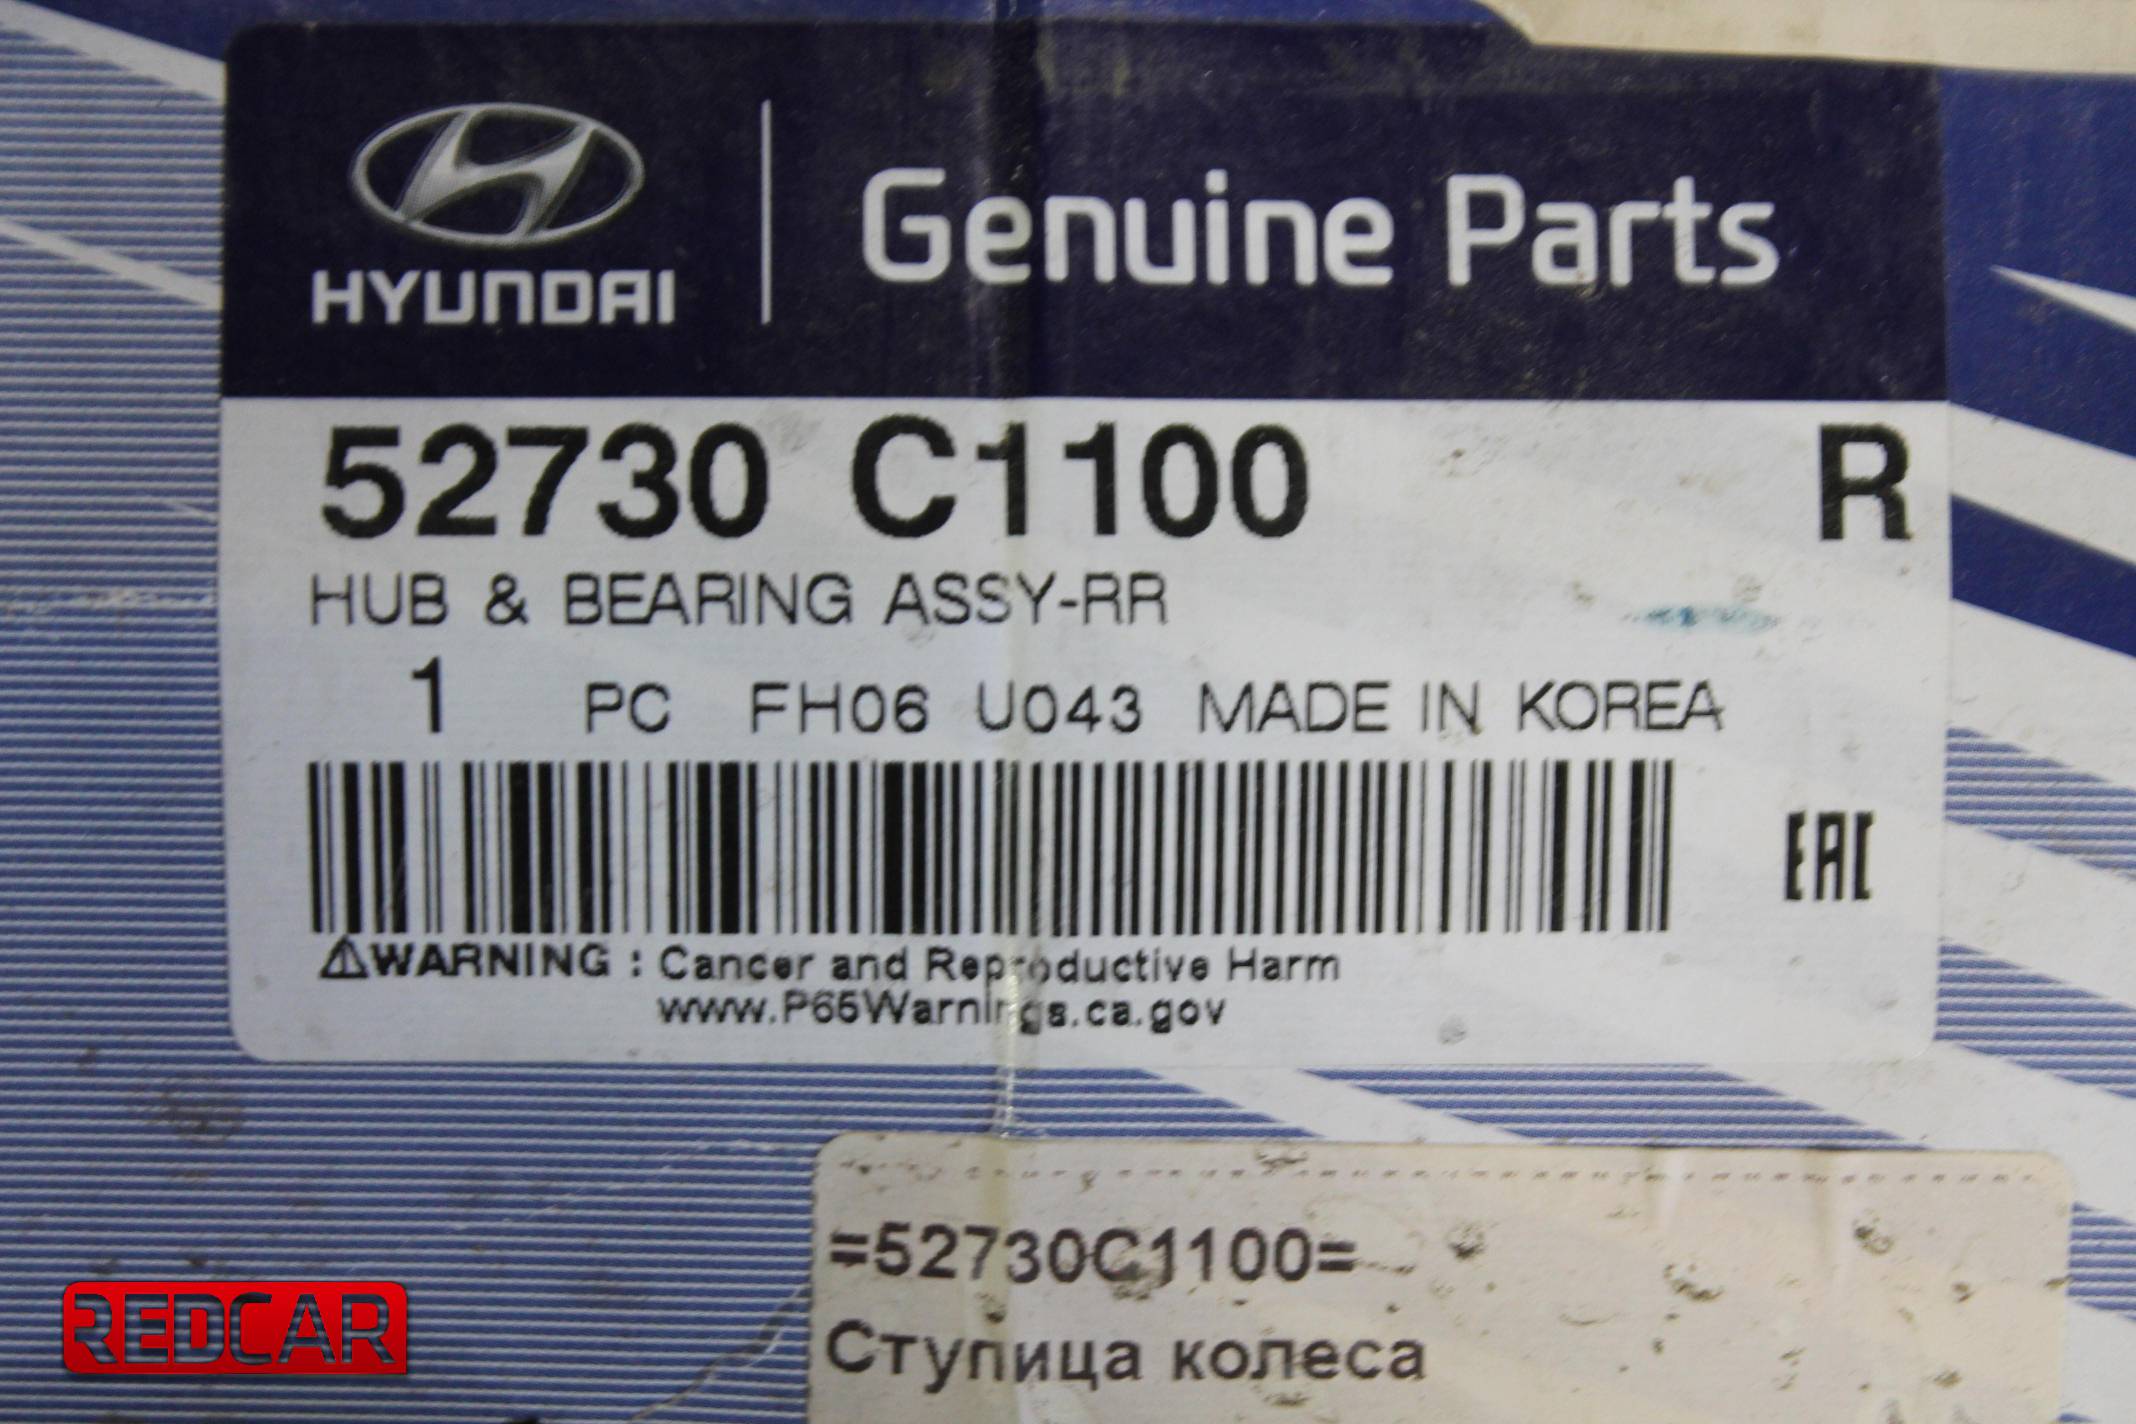 HYUNDAI
Genuine Parts
52730 C1100 R
HUB & BEARING ASSY-RR
1 PC FH06 U043 MADE IN KOREA
EAC
⚠WARNING : Cancer and Reproductive Harm
www.P65Warnings.ca.gov
=52730C1100=
Ступица колеса
REDCAR